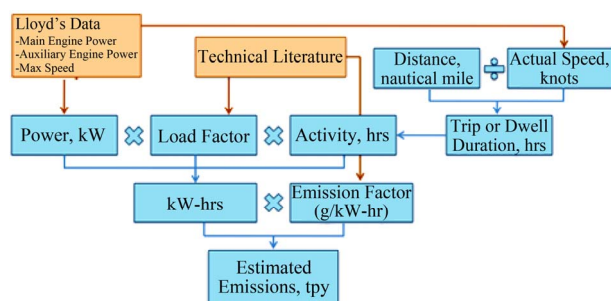 Lloyd's Data
-Main Engine Power
-Auxiliary Engine Power
-Max Speed
Technical Literature
Distance,
nautical mile
Actual Speed,
knots
Power, kW
Load Factor
Activity, hrs
Trip or Dwell
Duration, hrs
kW-hrs
Emission Factor
(g/kW-hr)
Estimated
Emissions, tpy